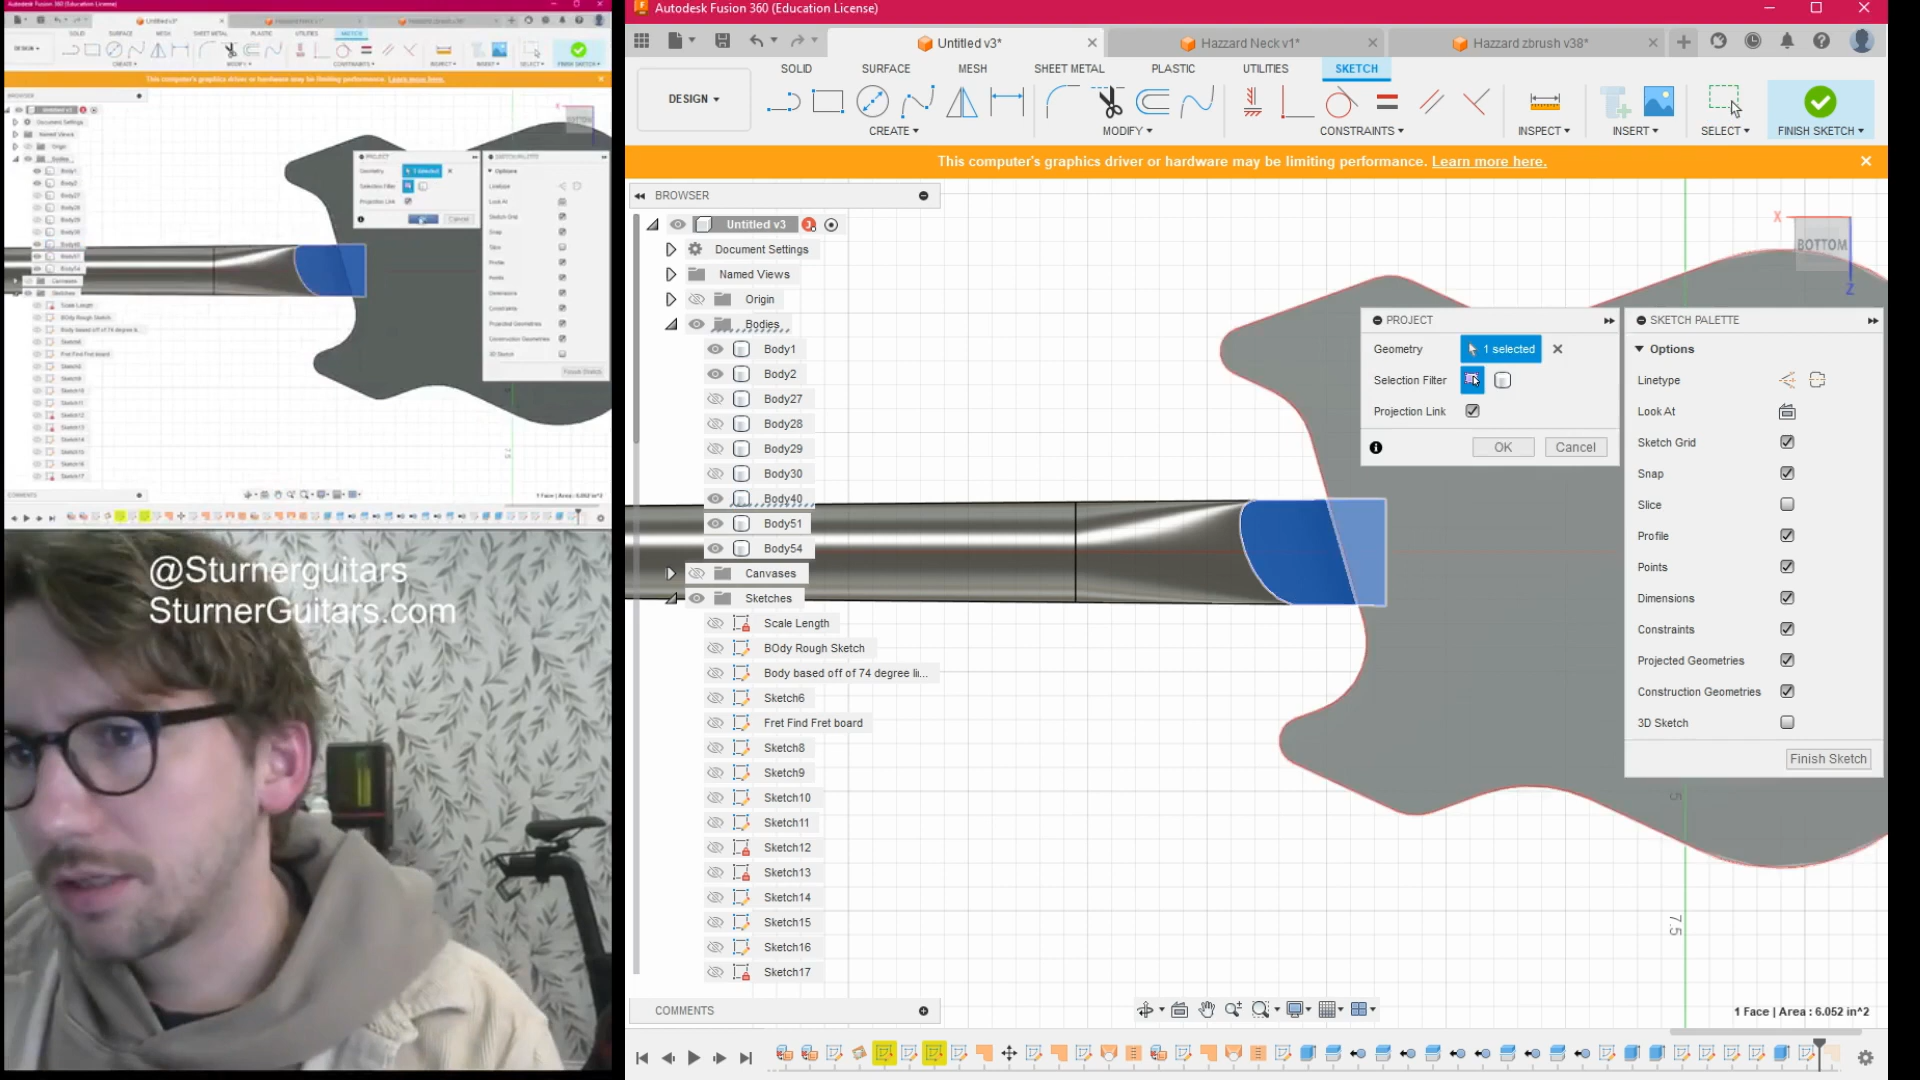 Autodesk Fusion 360 (Education License)
Untitled v3*
Hazzard Neck v1*
Hazzard zbrush v38*
SOLID
SURFACE
MESH
SHEET METAL
PLASTIC
UTILITIES
SKETCH
DESIGN
CREATE
MODIFY
CONSTRAINTS
INSPECT
INSERT
SELECT
FINISH SKETCH
This computer's graphics driver or hardware may be limiting performance. Learn more here.
BROWSER
Untitled v3
Document Settings
Named Views
Origin
Bodies
Body1
Body2
Body27
Body28
Body29
Body30
Body40
Body51
Body54
Canvases
Sketches
Scale Length
BOdy Rough Sketch
Body based off of 74 degree li...
Sketch6
Fret Find Fret board
Sketch8
Sketch9
Sketch10
Sketch11
Sketch12
Sketch13
Sketch14
Sketch15
Sketch16
Sketch17
COMMENTS
X
BOTTOM
Z
PROJECT
Geometry
1 selected
Selection Filter
Projection Link
OK
Cancel
SKETCH PALETTE
Options
Linetype
Look At
Sketch Grid
Snap
Slice
Profile
Points
Dimensions
Constraints
Projected Geometries
Construction Geometries
3D Sketch
Finish Sketch
5
7.5
1 Face | Area : 6.052 in^2
@Sturnerguitars
SturnerGuitars.com